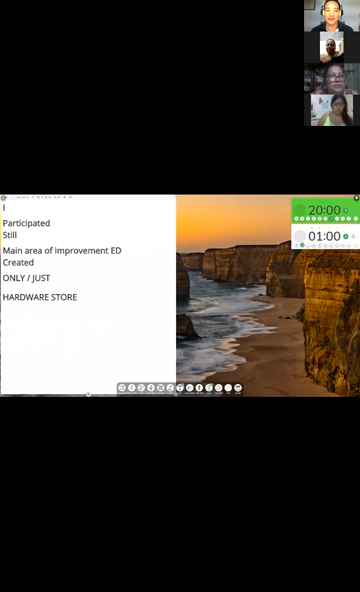 I
Participated
Still
Main area of improvement ED
Created
ONLY / JUST
HARDWARE STORE
20:00
01:00